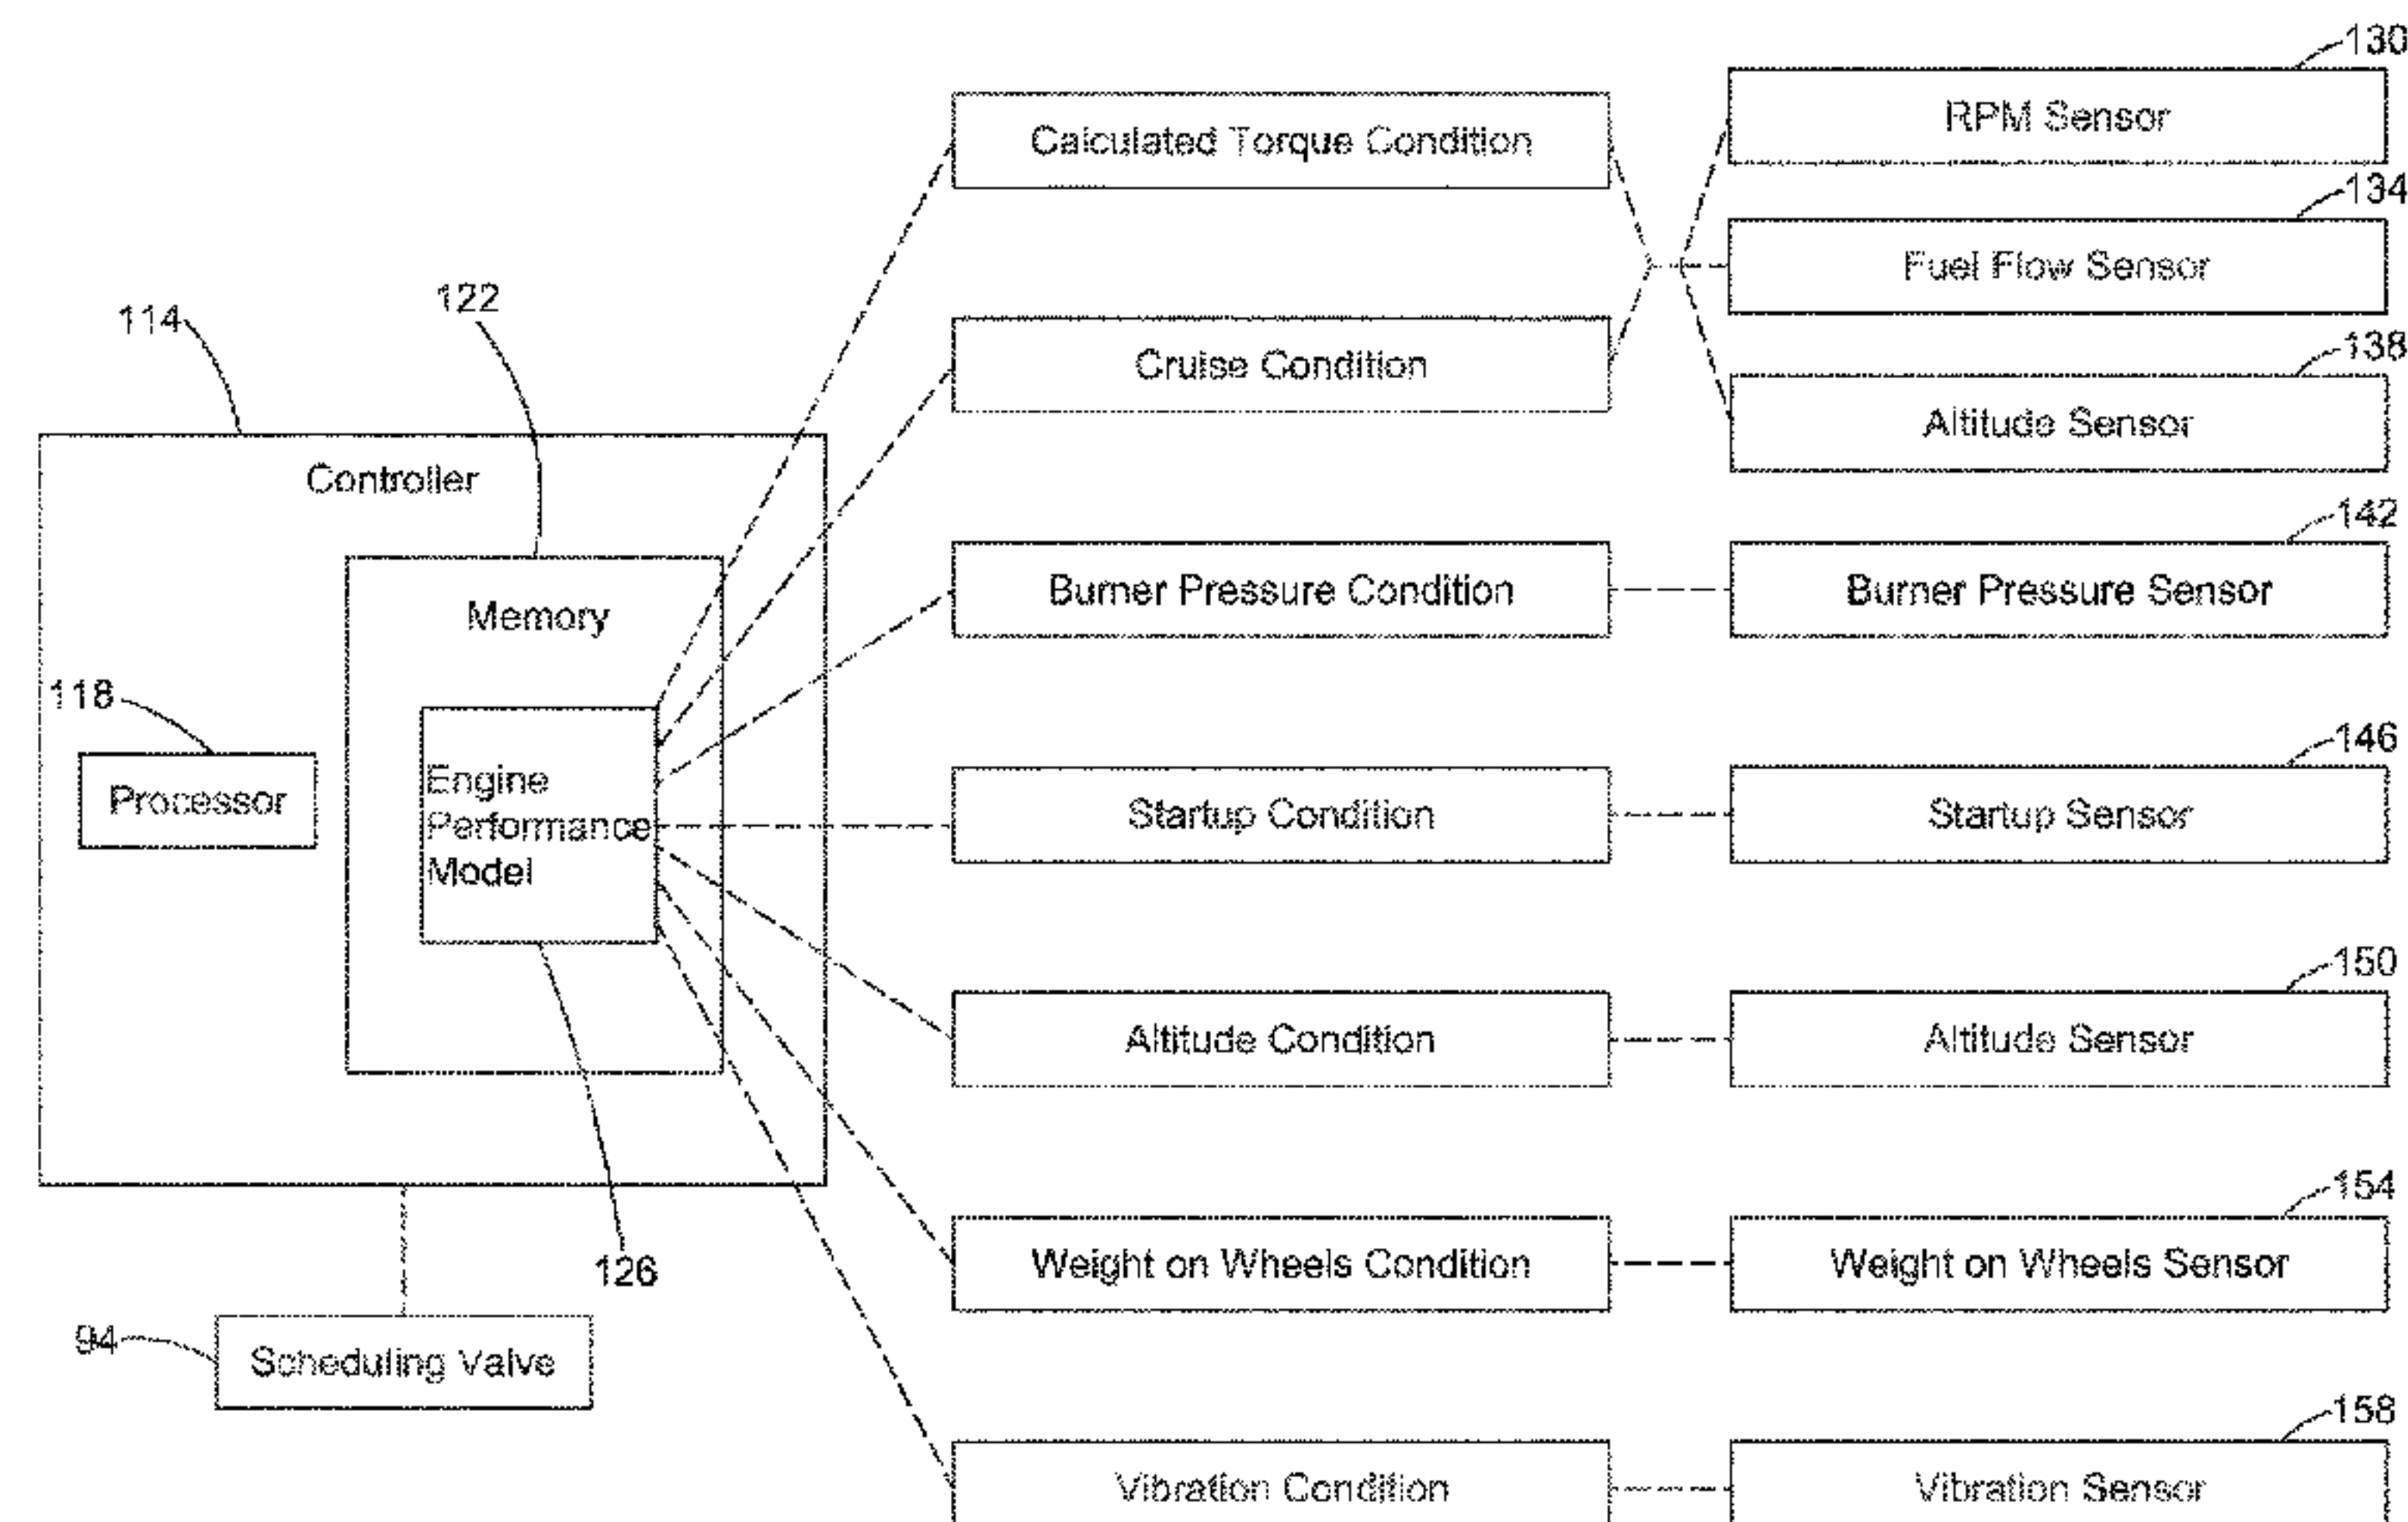 130
Calculated Torque Condition
RPM Sensor
134
Fuel Flow Sensor
122
114
138
Cruise Condition
Altitude Sensor
Controller
142
Burner Pressure Condition
Burner Pressure Sensor
Memory
118
146
Engine
Performance
Model
Processor
Startup Condition
Startup Sensor
150
Altitude Condition
Altitude Sensor
154
126
Weight on Wheels Condition
Weight on Wheels Sensor
94
Scheduling Valve
158
Vibration Condition
Vibration Sensor